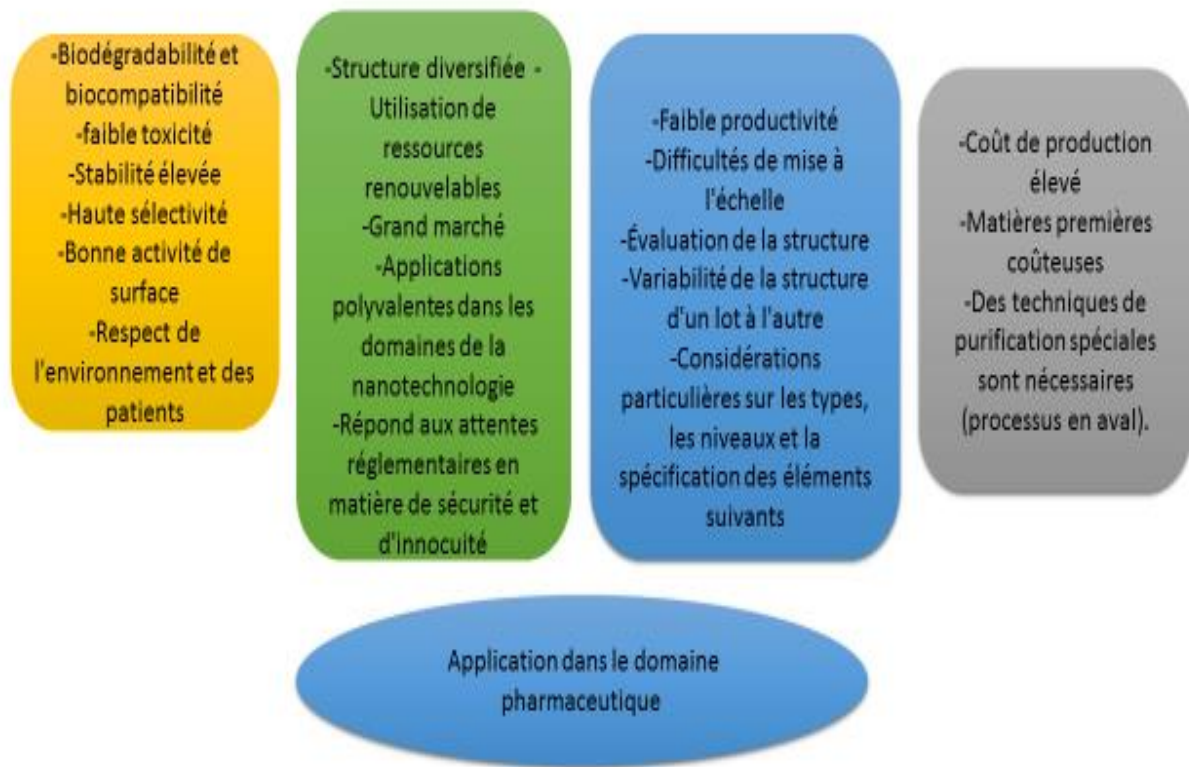 -Biodégradabilité et
biocompatibilité
-faible toxicité
-Stabilité élevée
-Haute sélectivité
-Bonne activité de
surface
-Respect de
l'environnement et des
patients
-Structure diversifiée -
Utilisation de
ressources
renouvelables
-Grand marché
-Applications
polyvalentes dans les
domaines de la
nanotechnologie
-Répond aux attentes
réglementaires en
matière de sécurité et
d'innocuité
-Faible productivité
-Difficultés de mise à
l'échelle
-Évaluation de la structure
-Variabilité de la structure
d'un lot à l'autre
-Considérations
particulières sur les types,
les niveaux et la
spécification des éléments
suivants
-Coût de production
élevé
-Matières premières
coûteuses
-Des techniques de
purification spéciales
sont nécessaires
(processus en aval).
Application dans le domaine
pharmaceutique